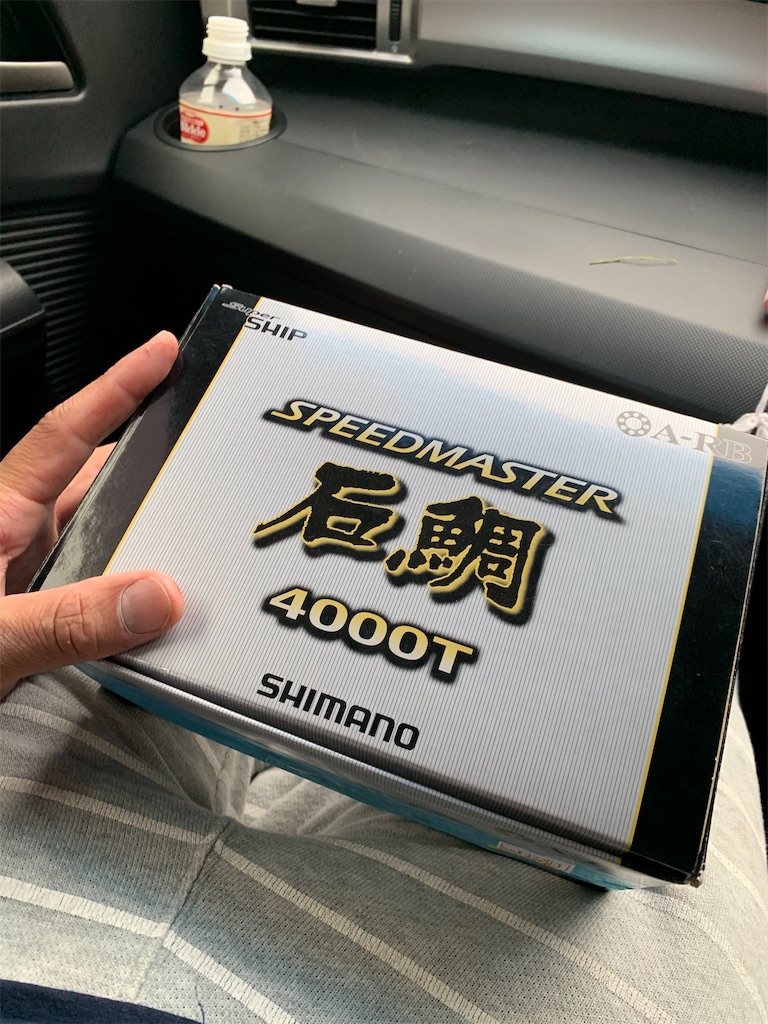 Super
SHIP
A-RB
SPEEDMASTER
石鯛
4000T
SHIMANO